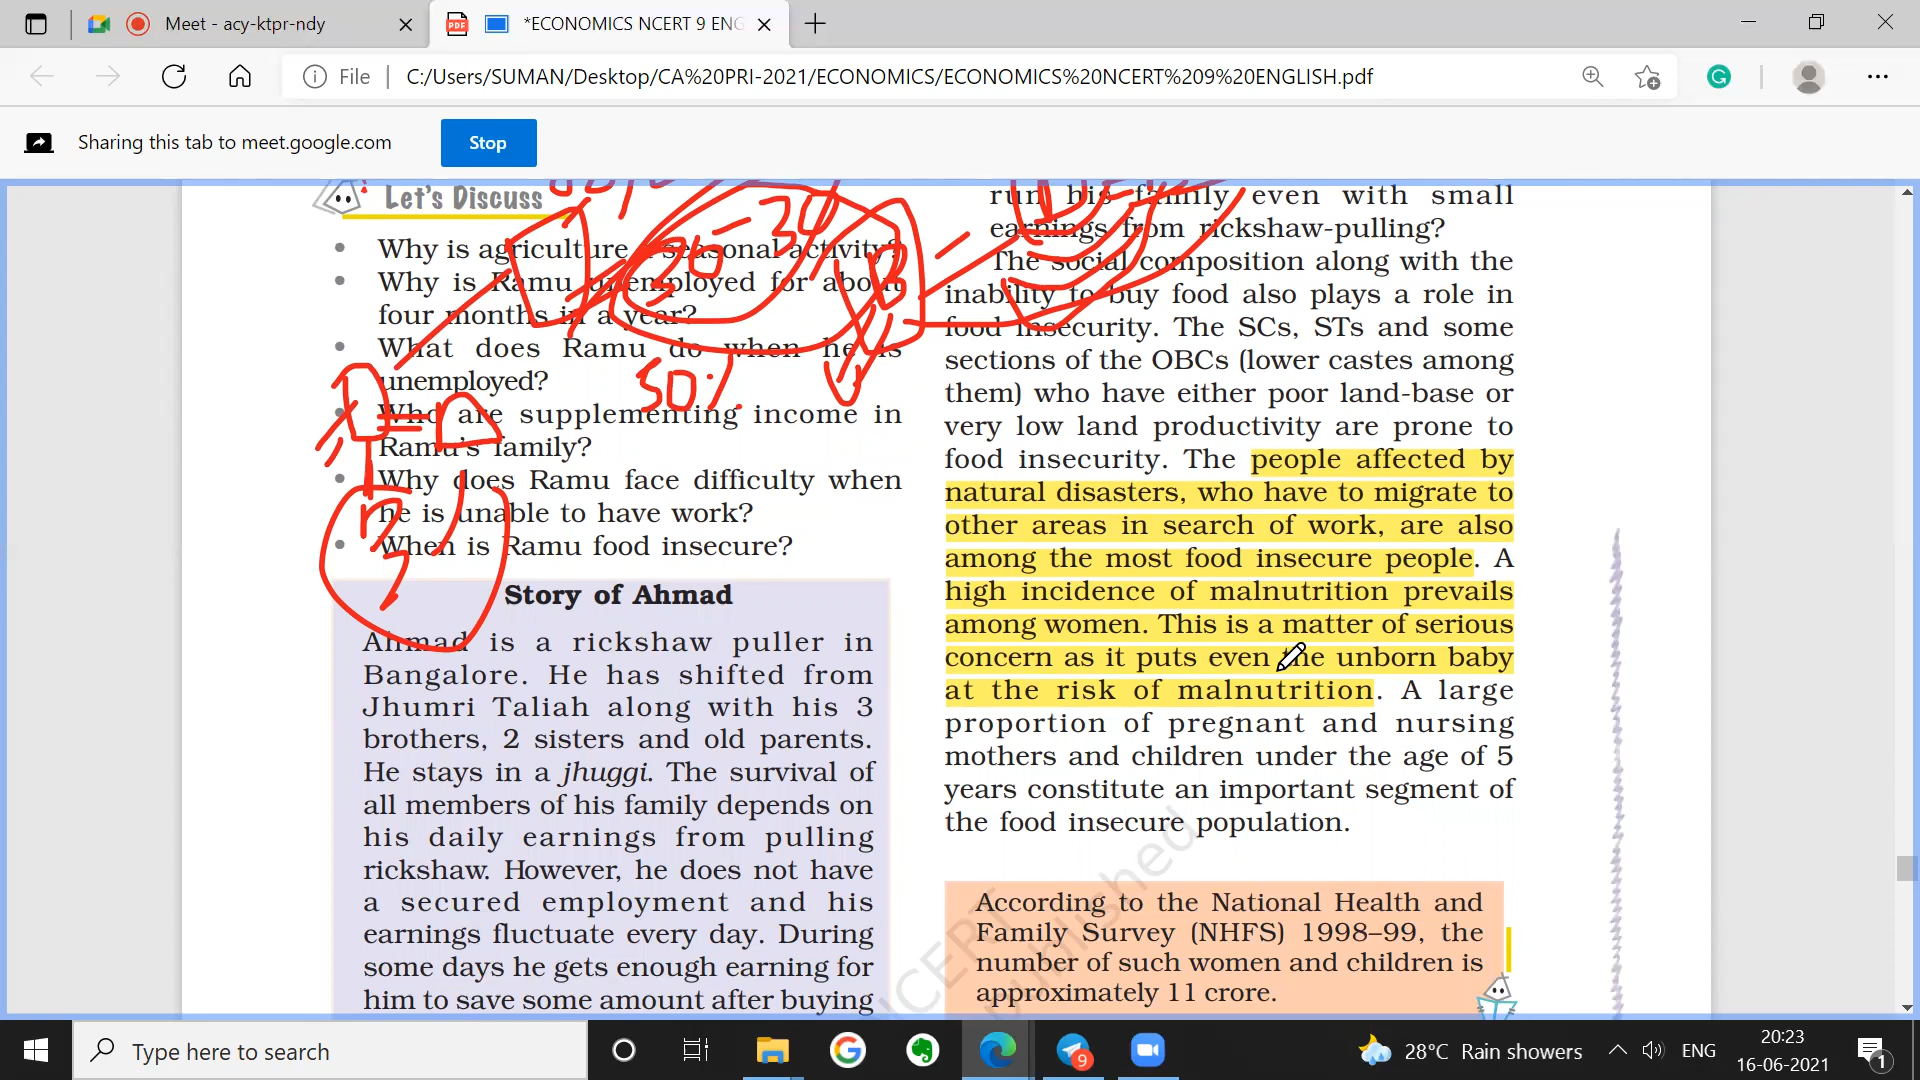 Meet - acy-ktpr-ndy
*ECONOMICS NCERT 9 ENG
File
C:/Users/SUMAN/Desktop/CA%20PRI-2021/ECONOMICS/ECONOMICS%20NCERT%209%20ENGLISH.pdf
Sharing this tab to meet.google.com
Stop
Let's Discuss
Why is agriculture a seasonal activity?
Why is Ramu unemployed for about
four months in a year?
What does Ramu do when he is
unemployed?
Who are supplementing income in
Ramu's family?
Why does Ramu face difficulty when
he is unable to have work?
When is Ramu food insecure?
20-30
50%
Story of Ahmad
Ahmad is a rickshaw puller in
Bangalore. He has shifted from
Jhumri Taliah along with his 3
brothers, 2 sisters and old parents.
He stays in a jhuggi. The survival of
all members of his family depends on
his daily earnings from pulling
rickshaw. However, he does not have
a secured employment and his
earnings fluctuate every day. During
some days he gets enough earning for
him to save some amount after buying
run his family even with small
earnings from rickshaw-pulling?
The social composition along with the
inability to buy food also plays a role in
food insecurity. The SCs, STs and some
sections of the OBCs (lower castes among
them) who have either poor land-base or
very low land productivity are prone to
food insecurity. The people affected by
natural disasters, who have to migrate to
other areas in search of work, are also
among the most food insecure people. A
high incidence of malnutrition prevails
among women. This is a matter of serious
concern as it puts even the unborn baby
at the risk of malnutrition. A large
proportion of pregnant and nursing
mothers and children under the age of 5
years constitute an important segment of
the food insecure population.
According to the National Health and
Family Survey (NHFS) 1998–99, the
number of such women and children is
approximately 11 crore.
NCERT
published
Type here to search
9
28°C Rain showers
ENG
20:23
16-06-2021
1